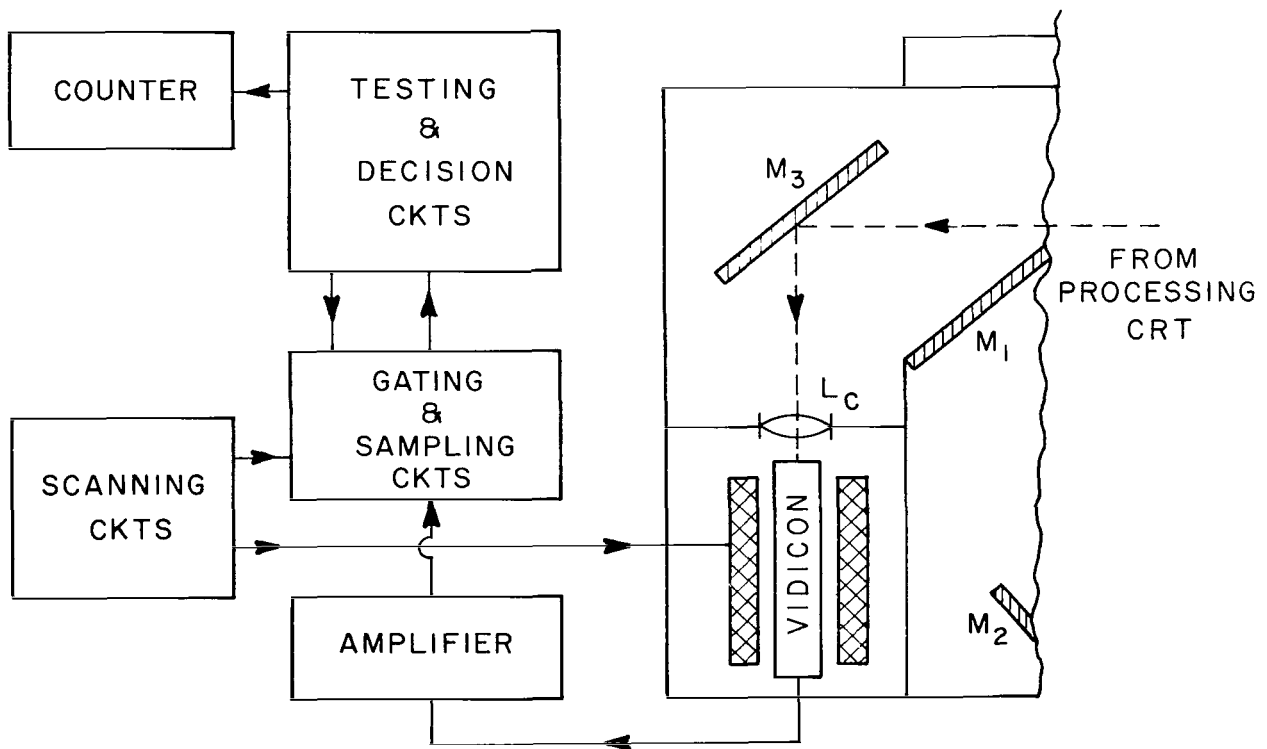 COUNTER
TESTING
&
DECISION
CKTS
GATING
&
SAMPLING
CKTS
SCANNING
CKTS
AMPLIFIER
M3
FROM
PROCESSING
CRT
M1
LC
VIDICON
M2